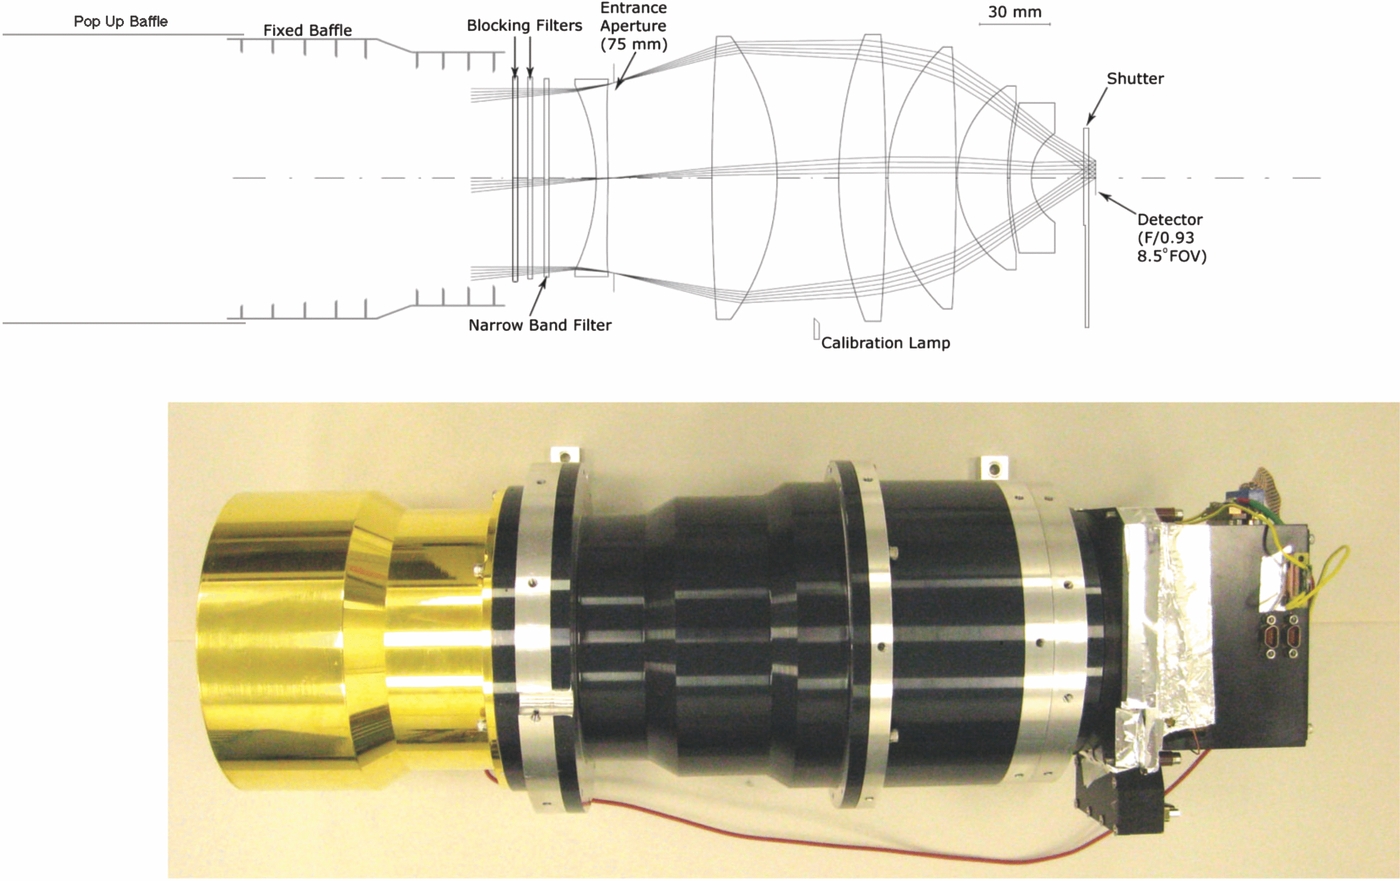 Pop Up Baffle
Fixed Baffle
Blocking Filters
Entrance
Aperture
(75 mm)
30 mm
Shutter
Detector
(F/0.93
8.5°FOV)
Narrow Band Filter
Calibration Lamp